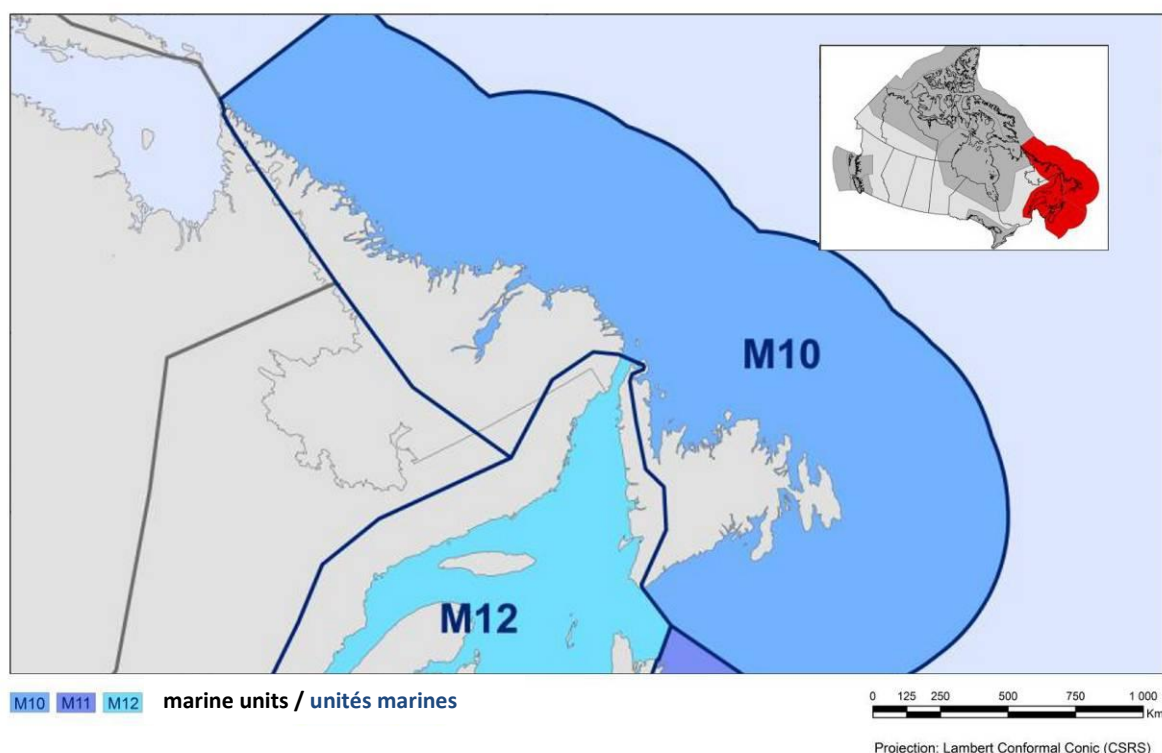 M10
M12
M10 M11 M12 marine units / unités marines
0 125 250 500 750 1 000
Km
Projection: Lambert Conformal Conic (CSRS)